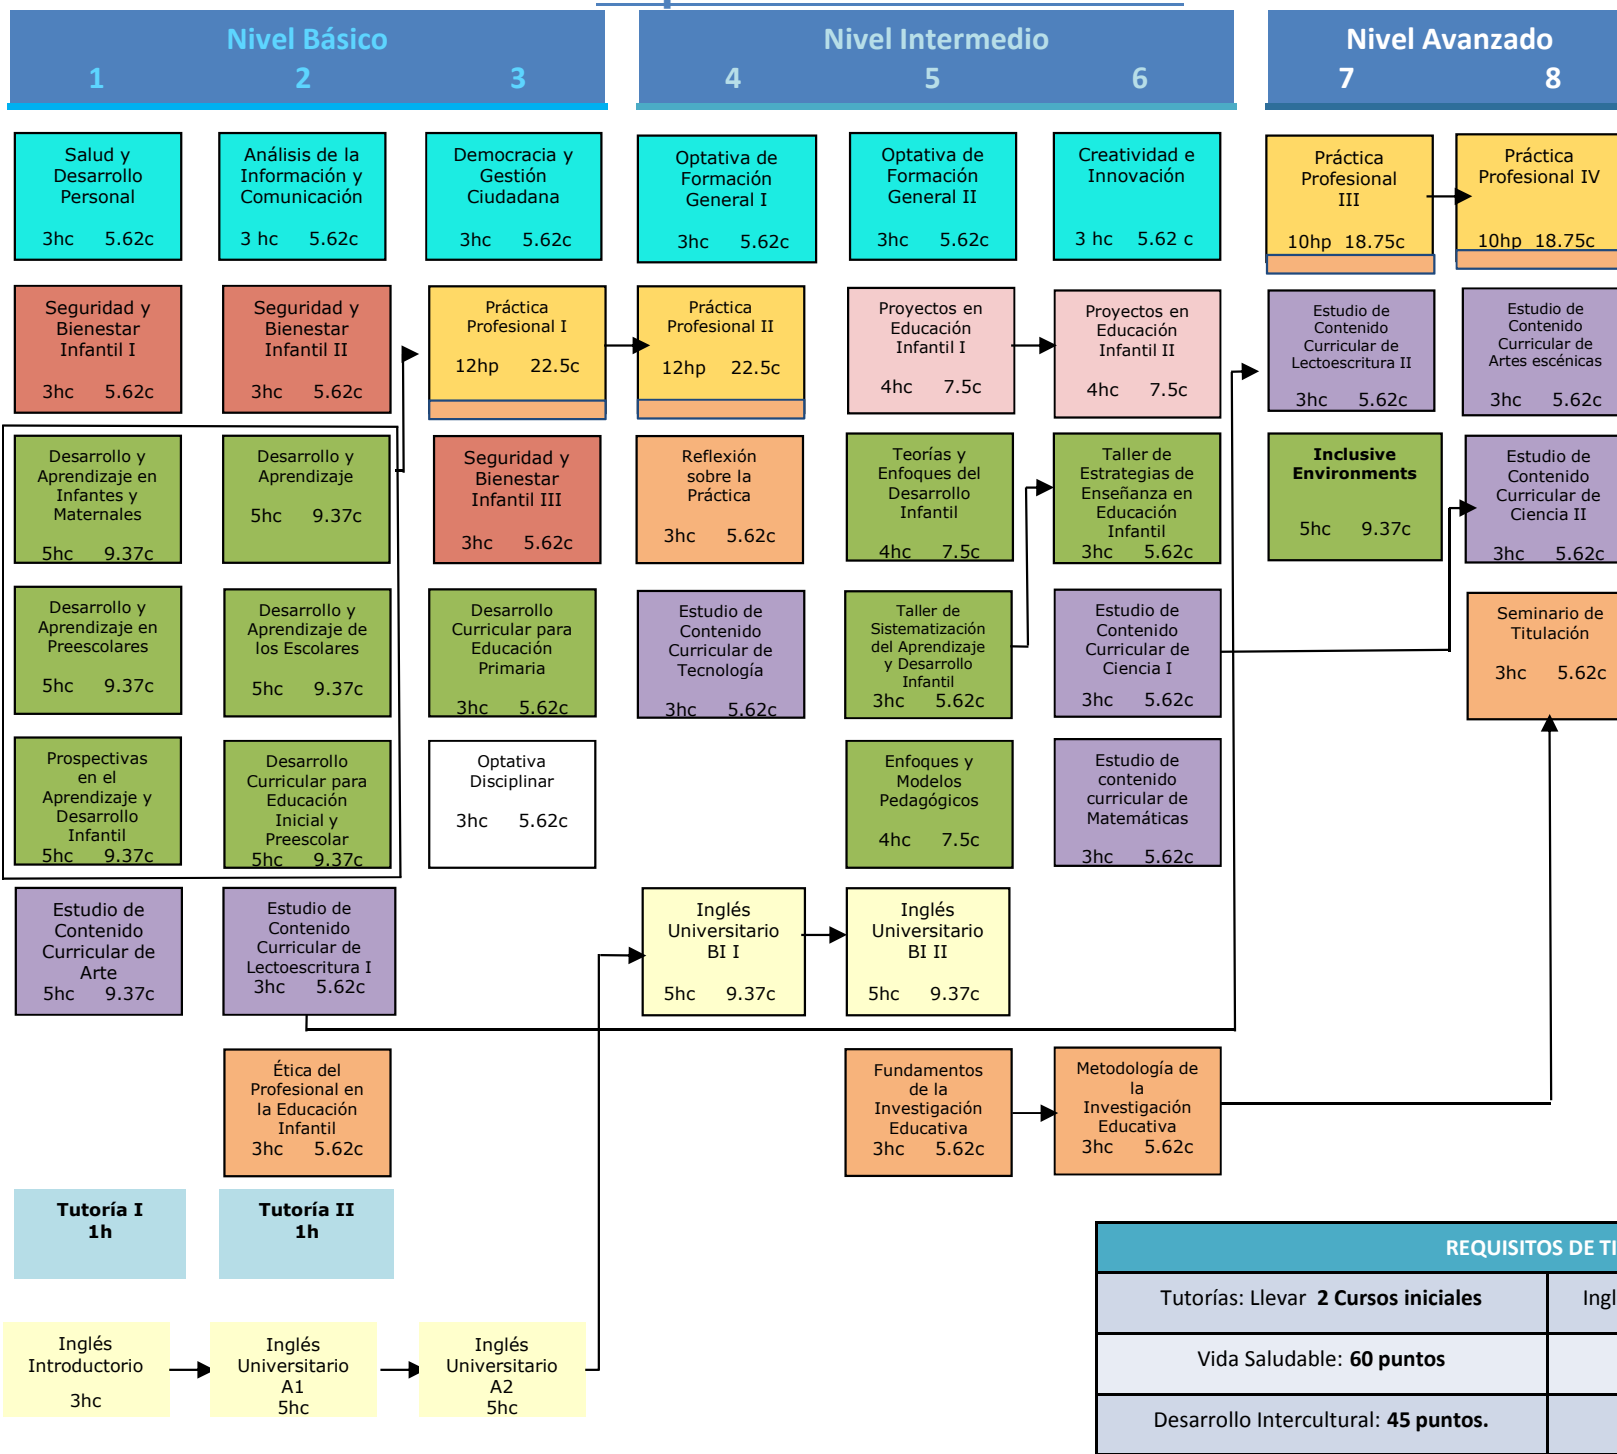 Nivel Básico
1 2 3
Nivel Intermedio
4 5 6
Nivel Avanzado
7 8
Salud y
Desarrollo
Personal
3hc 5.62c
Análisis de la
Información y
Comunicación
3 hc 5.62c
Democracia y
Gestión
Ciudadana
3hc 5.62c
Optativa de
Formación
General I
3hc 5.62c
Optativa de
Formación
General II
3hc 5.62c
Creatividad e
Innovación
3 hc 5.62 c
Práctica
Profesional
III
10hp 18.75c
Práctica
Profesional IV
10hp 18.75c
Seguridad y
Bienestar
Infantil I
3hc 5.62c
Seguridad y
Bienestar
Infantil II
3hc 5.62c
Práctica
Profesional I
12hp 22.5c
Práctica
Profesional II
12hp 22.5c
Proyectos en
Educación
Infantil I
4hc 7.5c
Proyectos en
Educación
Infantil II
4hc 7.5c
Estudio de
Contenido
Curricular de
Lectoescritura II
3hc 5.62c
Estudio de
Contenido
Curricular de
Artes escénicas
3hc 5.62c
Desarrollo y
Aprendizaje en
Infantes y
Maternales
5hc 9.37c
Desarrollo y
Aprendizaje
5hc 9.37c
Seguridad y
Bienestar
Infantil III
3hc 5.62c
Reflexión
sobre la
Práctica
3hc 5.62c
Teorías y
Enfoques del
Desarrollo
Infantil
4hc 7.5c
Taller de
Estrategias de
Enseñanza en
Educación
Infantil
3hc 5.62c
Inclusive
Environments
5hc 9.37c
Estudio de
Contenido
Curricular de
Ciencia II
3hc 5.62c
Desarrollo y
Aprendizaje en
Preescolares
5hc 9.37c
Desarrollo y
Aprendizaje de
los Escolares
5hc 9.37c
Desarrollo
Curricular para
Educación
Primaria
3hc 5.62c
Estudio de
Contenido
Curricular de
Tecnología
3hc 5.62c
Taller de
Sistematización
del Aprendizaje
y Desarrollo
Infantil
3hc 5.62c
Estudio de
Contenido
Curricular de
Ciencia I
3hc 5.62c
Seminario de
Titulación
3hc 5.62c
Prospectivas
en el
Aprendizaje y
Desarrollo
Infantil
5hc 9.37c
Desarrollo
Curricular para
Educación
Inicial y
Preescolar
5hc 9.37c
Optativa
Disciplinar
3hc 5.62c
Enfoques y
Modelos
Pedagógicos
4hc 7.5c
Estudio de
contenido
curricular de
Matemáticas
3hc 5.62c
Estudio de
Contenido
Curricular de
Arte
5hc 9.37c
Estudio de
Contenido
Curricular de
Lectoescritura I
3hc 5.62c
Inglés
Universitario
BI I
5hc 9.37c
Inglés
Universitario
BI II
5hc 9.37c
Ética del
Profesional en
la Educación
Infantil
3hc 5.62c
Fundamentos
de la
Investigación
Educativa
3hc 5.62c
Metodología de
la
Investigación
Educativa
3hc 5.62c
Tutoría I
1h
Tutoría II
1h
Inglés
Introductorio
3hc
Inglés
Universitario
A1
5hc
Inglés
Universitario
A2
5hc
REQUISITOS DE TI
Tutorías: Llevar 2 Cursos iniciales
Ingl
Vida Saludable: 60 puntos
Desarrollo Intercultural: 45 puntos.